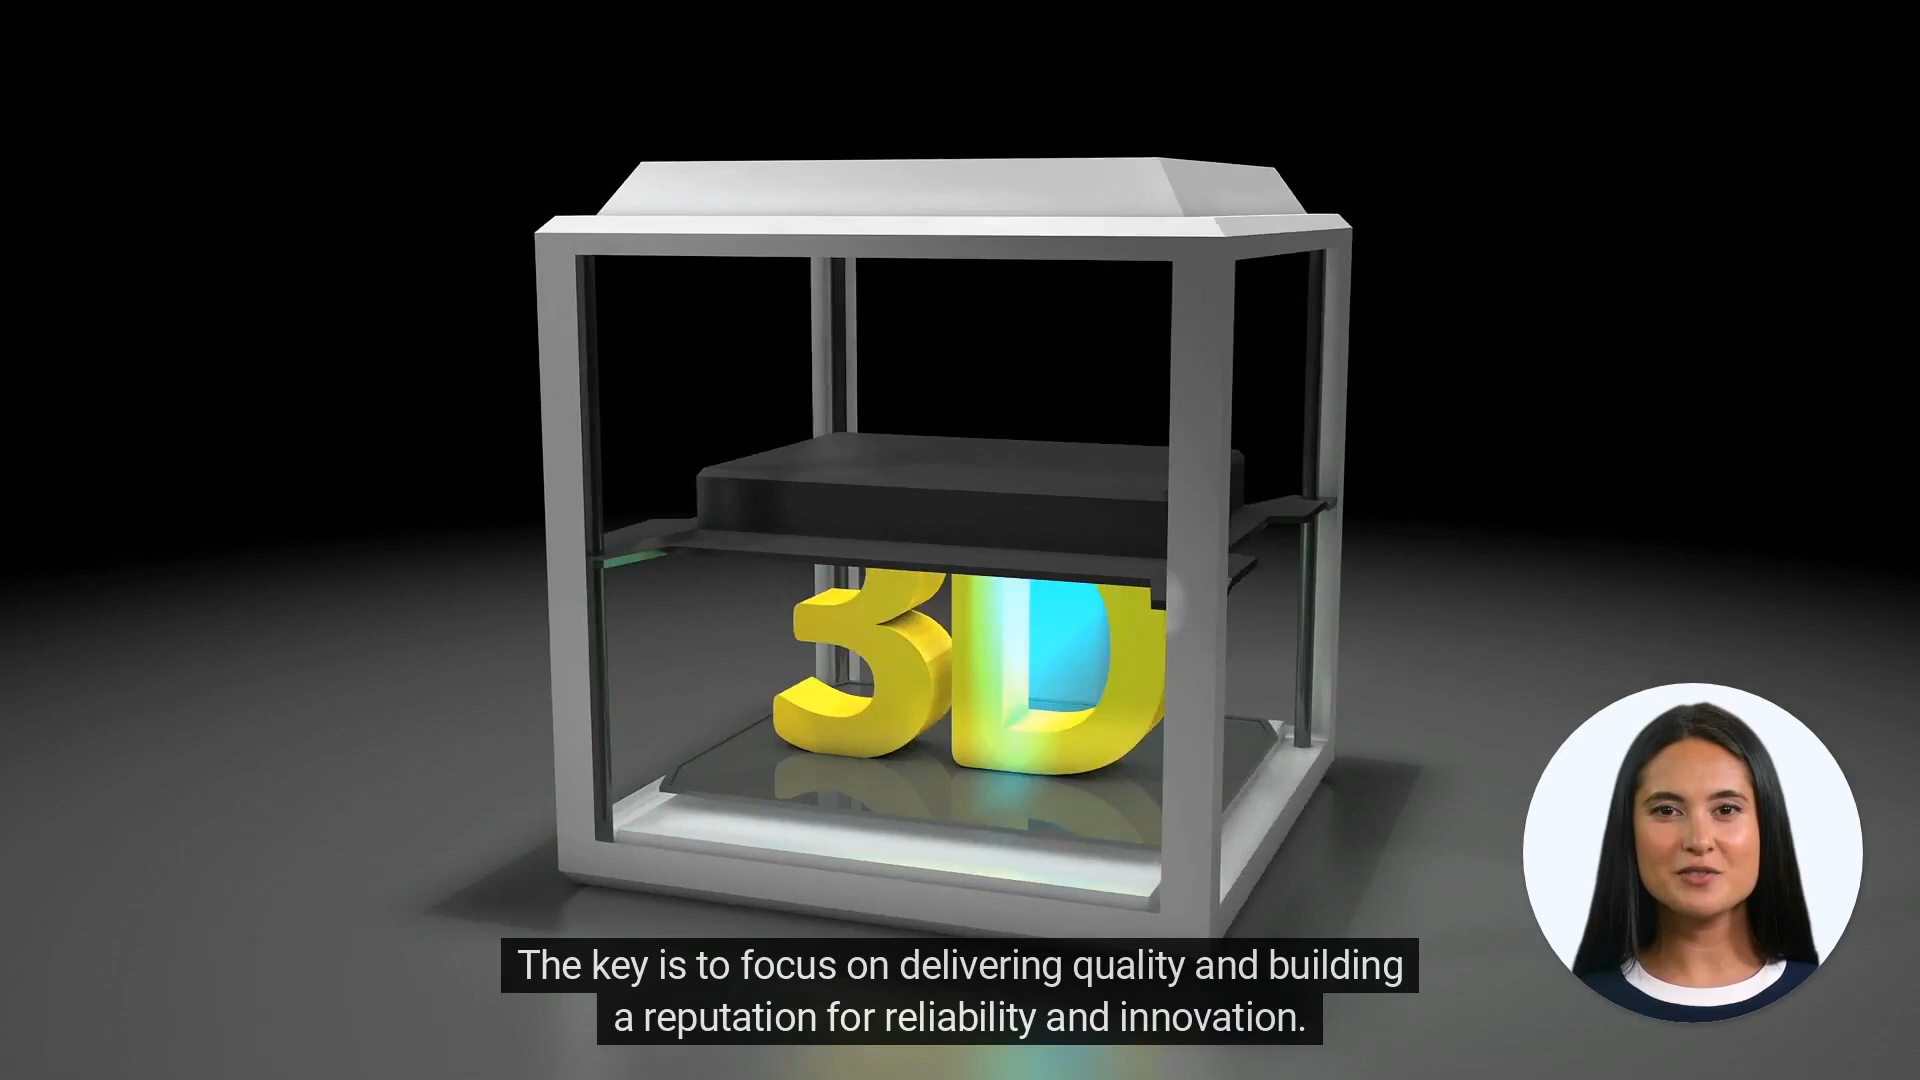 3D
The key is to focus on delivering quality and building
a reputation for reliability and innovation.